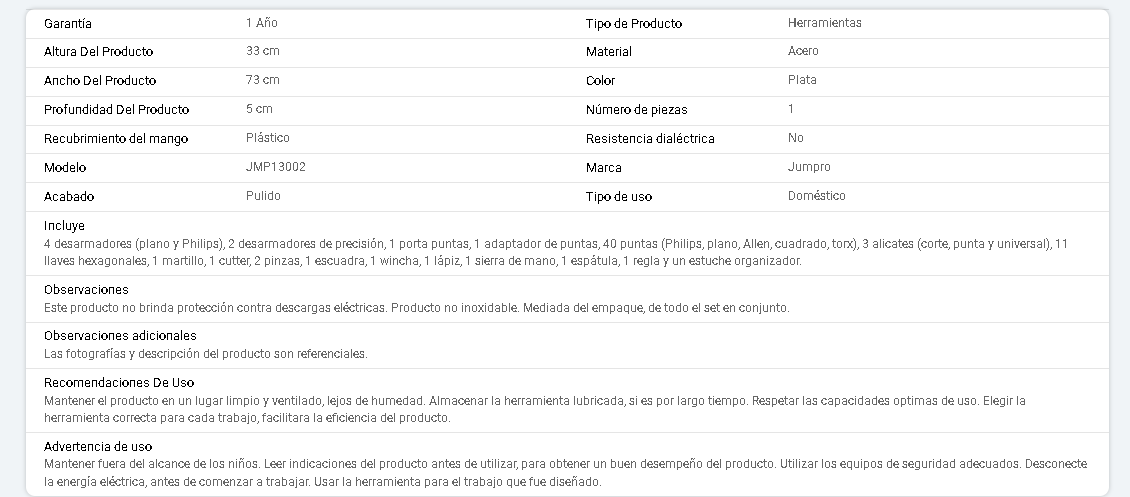 Garantía 1 Año Tipo de Producto Herramientas
Altura Del Producto 33 cm Material Acero
Ancho Del Producto 73 cm Color Plata
Profundidad Del Producto 5 cm Número de piezas 1
Recubrimiento del mango Plástico Resistencia dialéctrica No
Modelo JMP13002 Marca Jumpro
Acabado Pulido Tipo de uso Doméstico
Incluye
4 desarmadores (plano y Philips), 2 desarmadores de precisión, 1 porta puntas, 1 adaptador de puntas, 40 puntas (Philips, plano, Allen, cuadrado, torx), 3 alicates (corte, punta y universal), 11
llaves hexagonales, 1 martillo, 1 cutter, 2 pinzas, 1 escuadra, 1 wincha, 1 lápiz, 1 sierra de mano, 1 espátula, 1 regla y un estuche organizador.
Observaciones
Este producto no brinda protección contra descargas eléctricas. Producto no inoxidable. Mediada del empaque, de todo el set en conjunto.
Observaciones adicionales
Las fotografías y descripción del producto son referenciales.
Recomendaciones De Uso
Mantener el producto en un lugar limpio y ventilado, lejos de humedad. Almacenar la herramienta lubricada, si es por largo tiempo. Respetar las capacidades optimas de uso. Elegir la
herramienta correcta para cada trabajo, facilitara la eficiencia del producto.
Advertencia de uso
Mantener fuera del alcance de los niños. Leer indicaciones del producto antes de utilizar, para obtener un buen desempeño del producto. Utilizar los equipos de seguridad adecuados. Desconecte
la energía eléctrica, antes de comenzar a trabajar. Usar la herramienta para el trabajo que fue diseñado.